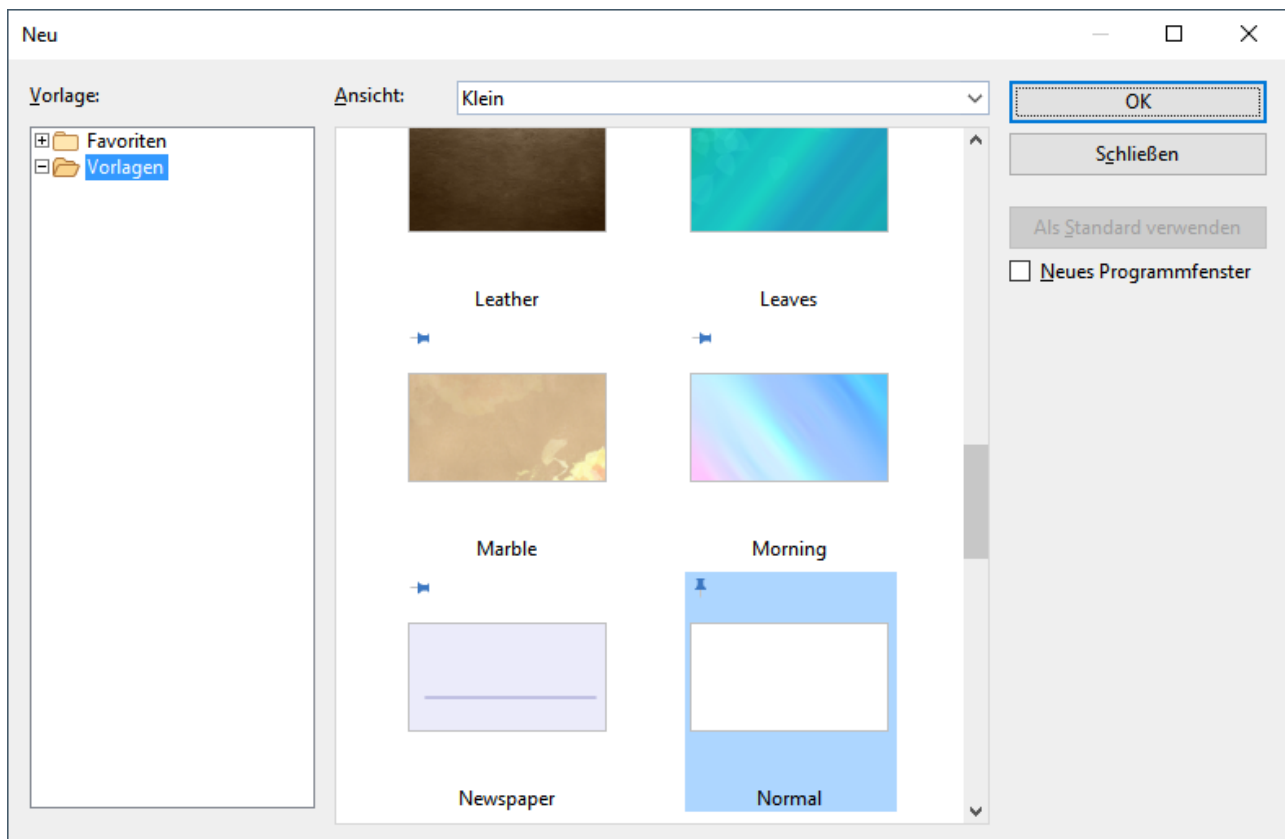 Neu
Vorlage:
Ansicht:
Klein
OK
Favoriten
Vorlagen
Schließen
Als Standard verwenden
Neues Programmfenster
Leather
Leaves
Marble
Morning
Newspaper
Normal